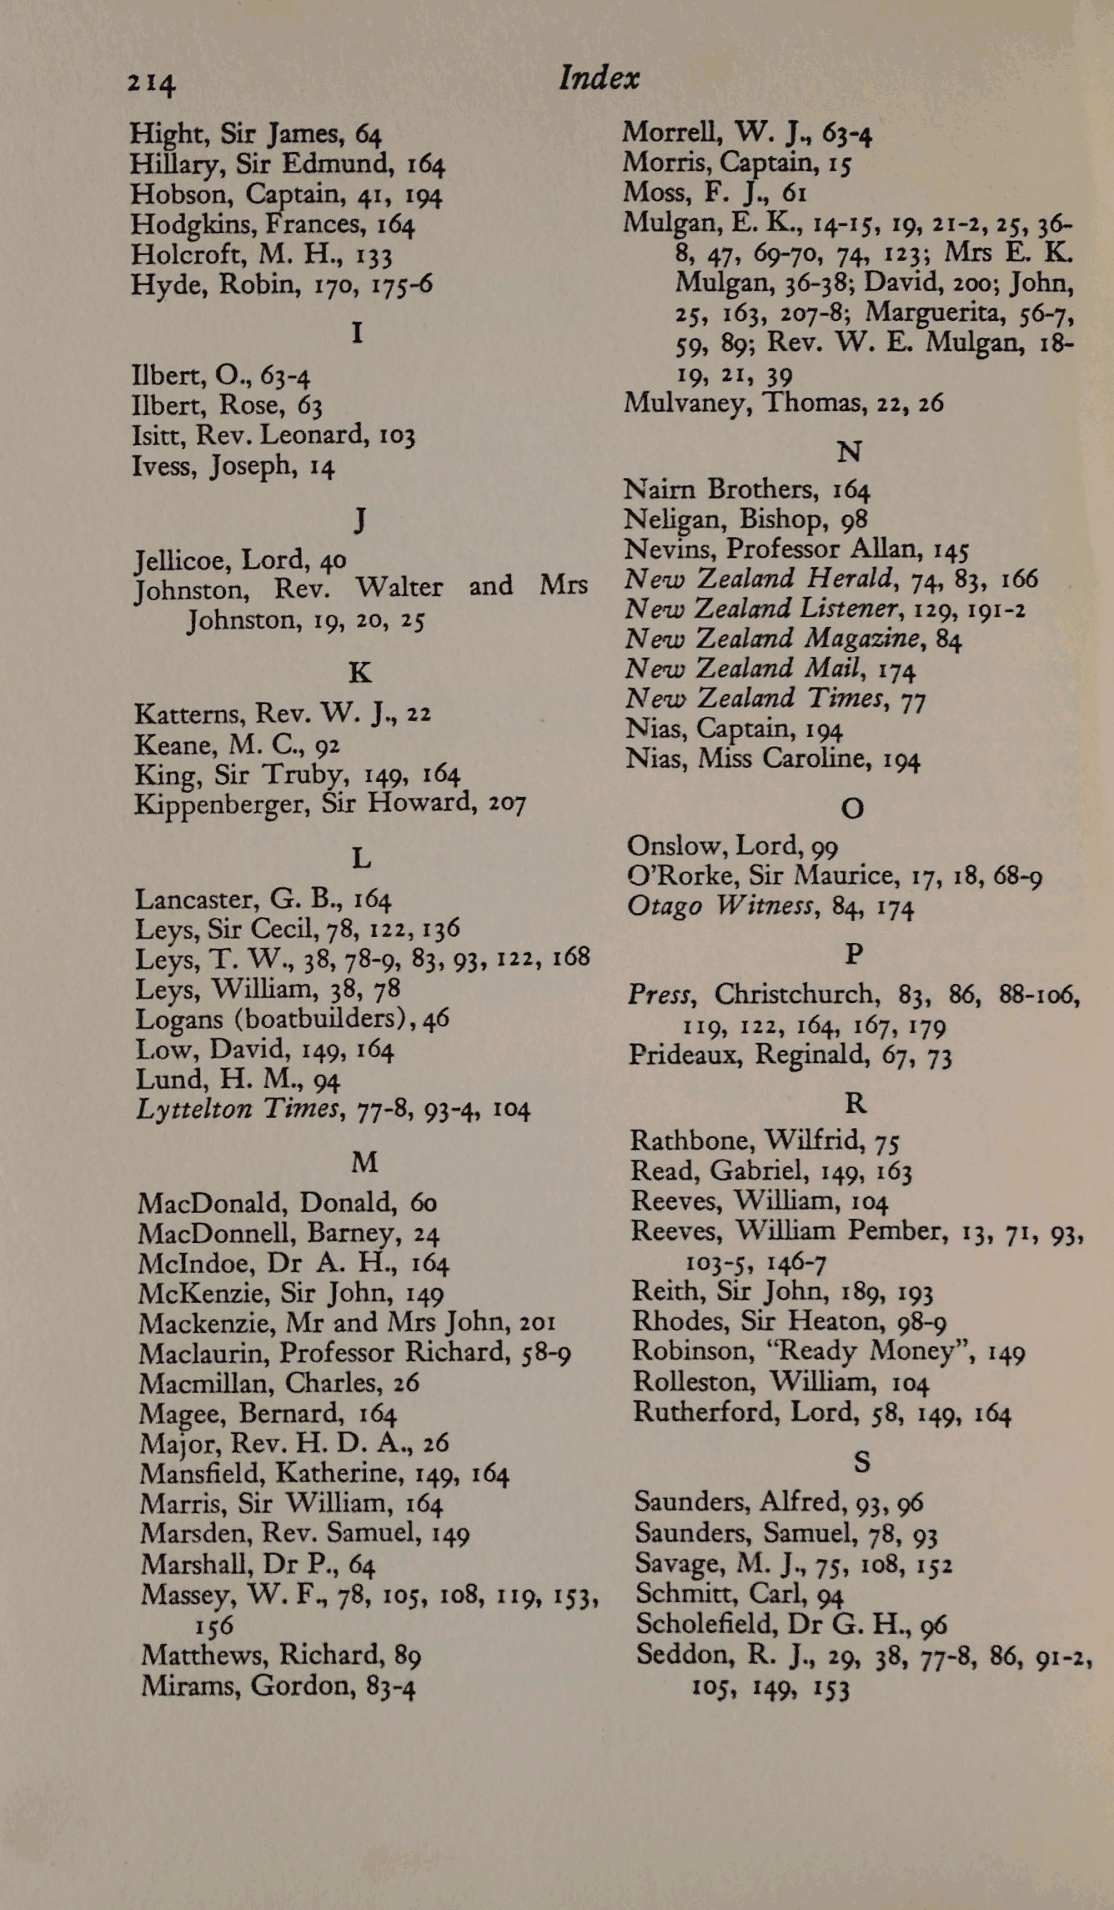 214
Index
Hight, Sir James, 64
Hillary, Sir Edmund, 164
Hobson, Captain, 41, 194
Hodgkins, Frances, 164
Holcroft, M. H., 133
Hyde, Robin, 170, 175-6
I
Ilbert, O., 63-4
Ilbert, Rose, 63
Isitt, Rev. Leonard, 103
Ivess, Joseph, 14
J
Jellicoe, Lord, 40
Johnston, Rev. Walter and Mrs
Johnston, 19, 20, 25
K
Katterns, Rev. W. J., 22
Keane, M. C., 92
King, Sir Truby, 149, 164
Kippenberger, Sir Howard, 207
L
Lancaster, G. B., 164
Leys, Sir Cecil, 78, 122, 136
Leys, T. W., 38, 78-9, 83, 93, 122, 168
Leys, William, 38, 78
Logans (boatbuilders), 46
Low, David, 149, 164
Lund, H. M., 94
Lyttelton Times, 77-8, 93-4, 104
M
MacDonald, Donald, 60
MacDonnell, Barney, 24
McIndoe, Dr A. H., 164
McKenzie, Sir John, 149
Mackenzie, Mr and Mrs John, 201
Maclaurin, Professor Richard, 58-9
Macmillan, Charles, 26
Magee, Bernard, 164
Major, Rev. H. D. A., 26
Mansfield, Katherine, 149, 164
Marris, Sir William, 164
Marsden, Rev. Samuel, 149
Marshall, Dr P., 64
Massey, W. F., 78, 105, 108, 119, 153,
156
Matthews, Richard, 89
Mirams, Gordon, 83-4
Morrell, W. J., 63-4
Morris, Captain, 15
Moss, F. J., 61
Mulgan, E. K., 14-15, 19, 21-2, 25, 36-
8, 47, 69-70, 74, 123; Mrs E. K.
Mulgan, 36-38; David, 200; John,
25, 163, 207-8; Marguerita, 56-7,
59, 89; Rev. W. E. Mulgan, 18-
19, 21, 39
Mulvaney, Thomas, 22, 26
N
Nairn Brothers, 164
Neligan, Bishop, 98
Nevins, Professor Allan, 145
New Zealand Herald, 74, 83, 166
New Zealand Listener, 129, 191-2
New Zealand Magazine, 84
New Zealand Mail, 174
New Zealand Times, 77
Nias, Captain, 194
Nias, Miss Caroline, 194
O
Onslow, Lord, 99
O'Rorke, Sir Maurice, 17, 18, 68-9
Otago Witness, 84, 174
P
Press, Christchurch, 83, 86, 88-106,
119, 122, 164, 167, 179
Prideaux, Reginald, 67, 73
R
Rathbone, Wilfrid, 75
Read, Gabriel, 149, 163
Reeves, William, 104
Reeves, William Pember, 13, 71, 93,
103-5, 146-7
Reith, Sir John, 189, 193
Rhodes, Sir Heaton, 98-9
Robinson, "Ready Money", 149
Rolleston, William, 104
Rutherford, Lord, 58, 149, 164
S
Saunders, Alfred, 93, 96
Saunders, Samuel, 78, 93
Savage, M. J., 75, 108, 152
Schmitt, Carl, 94
Scholefield, Dr G. H., 96
Seddon, R. J., 29, 38, 77-8, 86, 91-2,
105, 149, 153